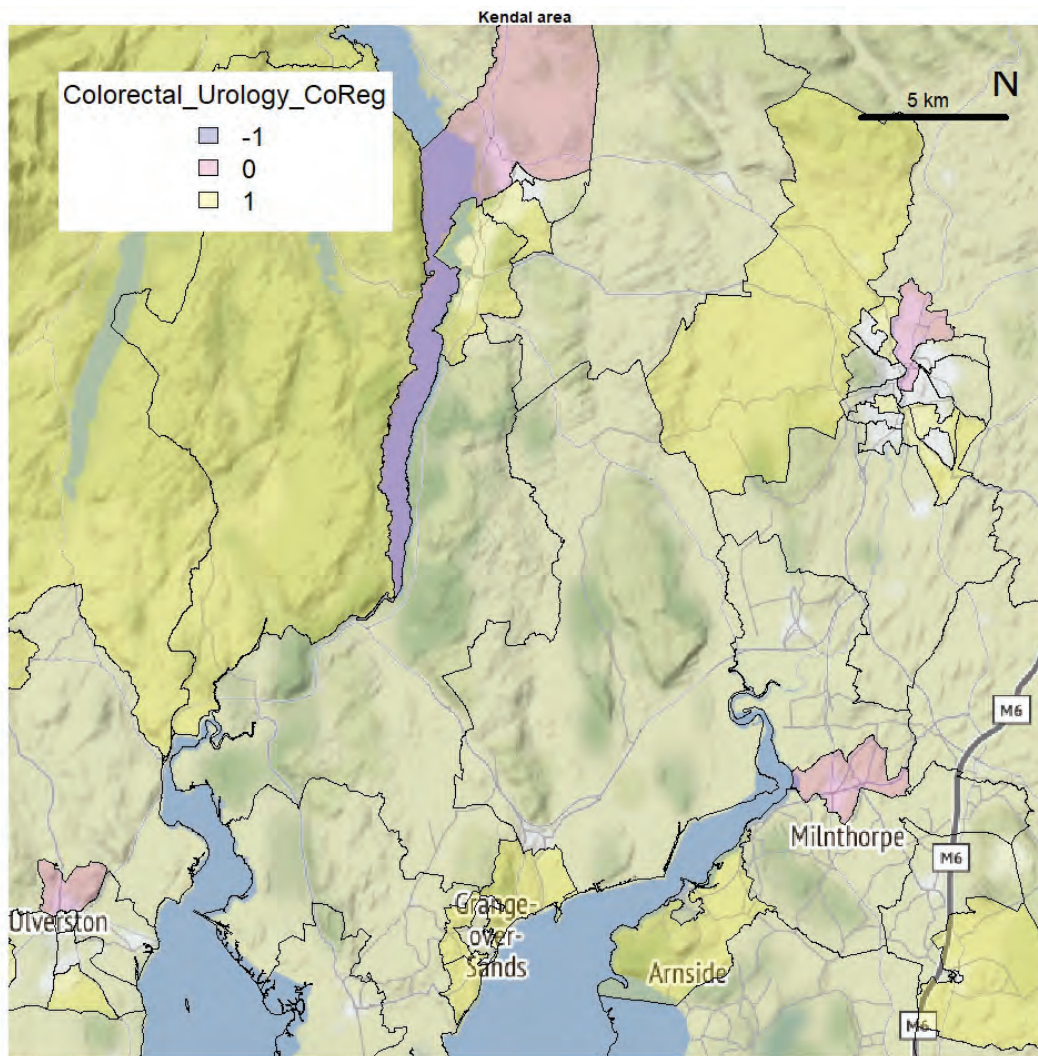 Kendal area
Colorectal_Urology_CoReg
-1
0
1
N
5 km
M6
Milnthorpe
M6
Ulverston
Grange-
over-
Sands
Arnside
M6